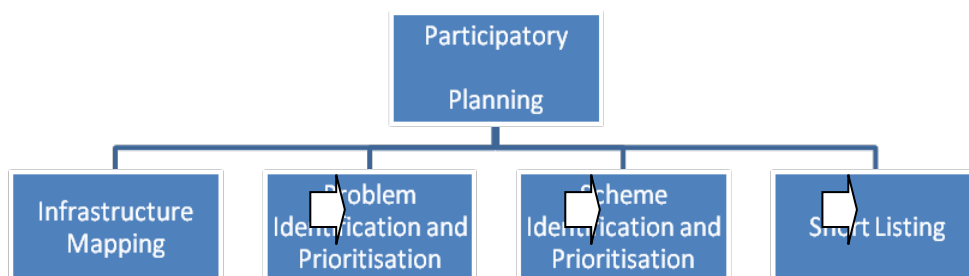 Participatory
Planning
Infrastructure
Mapping
Problem
Identification and
Prioritisation
Scheme
Identification and
Prioritisation
Short Listing